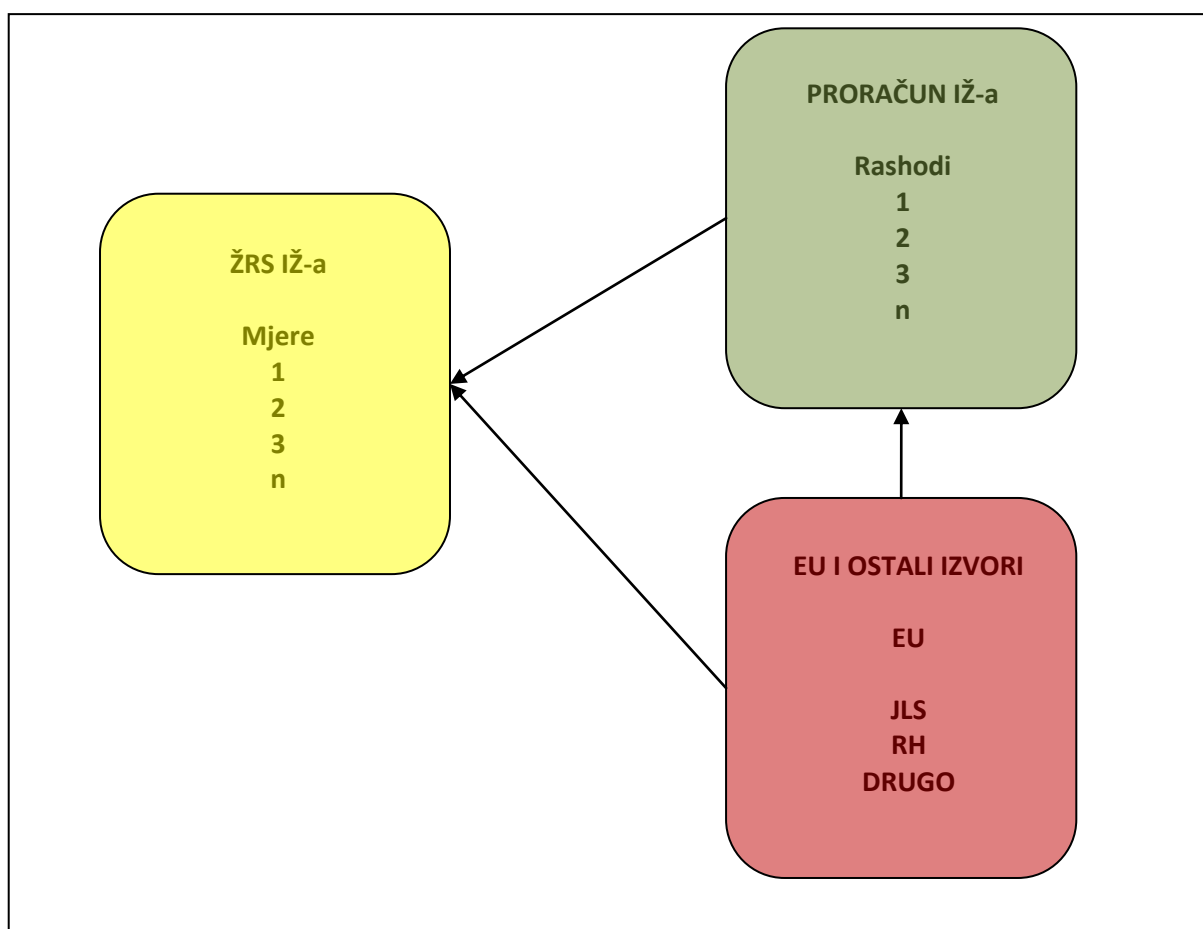 PRORAČUN IŽ-a
Rashodi
1
2
3
n
ŽRS IŽ-a
Mjere
1
2
3
n
EU I OSTALI IZVORI
EU
JLS
RH
DRUGO